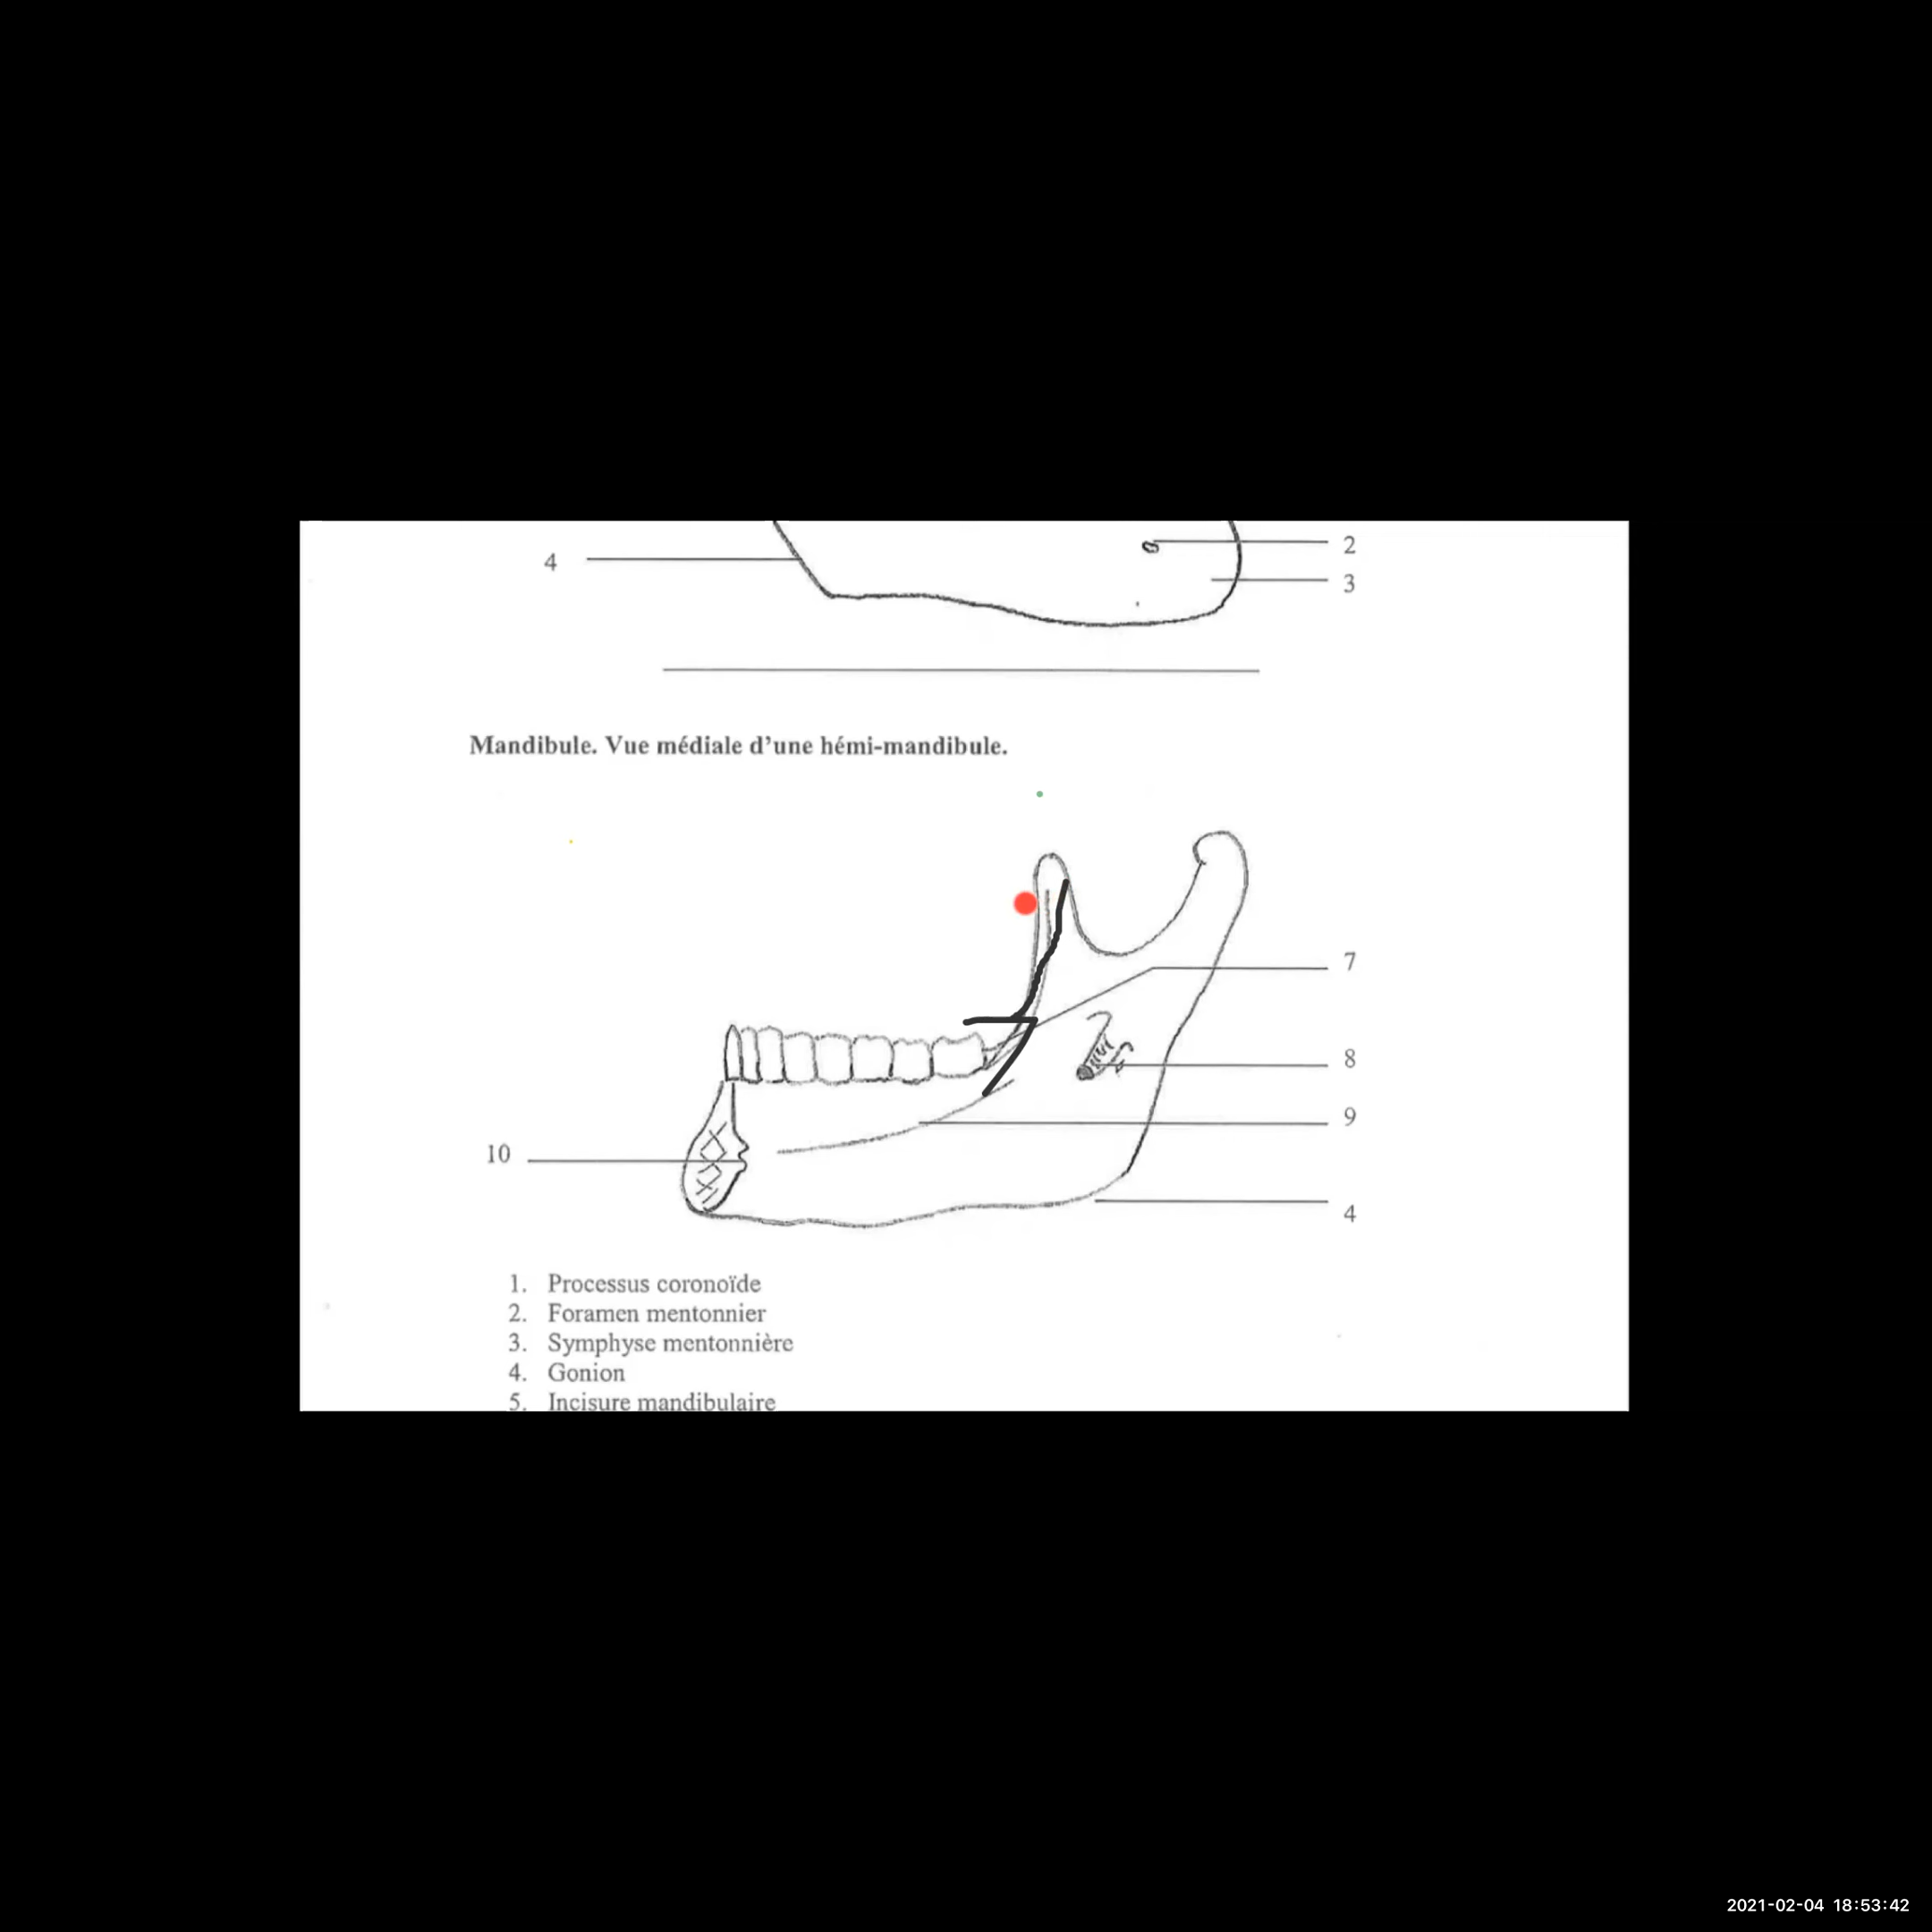 2
4
3
Mandibule. Vue médiale d'une hémi-mandibule.
7
8
9
10
4
1. Processus coronoïde
2. Foramen mentonnier
3. Symphyse mentonnière
4. Gonion
5. Incisure mandibulaire
2021-02-04 18:53:42